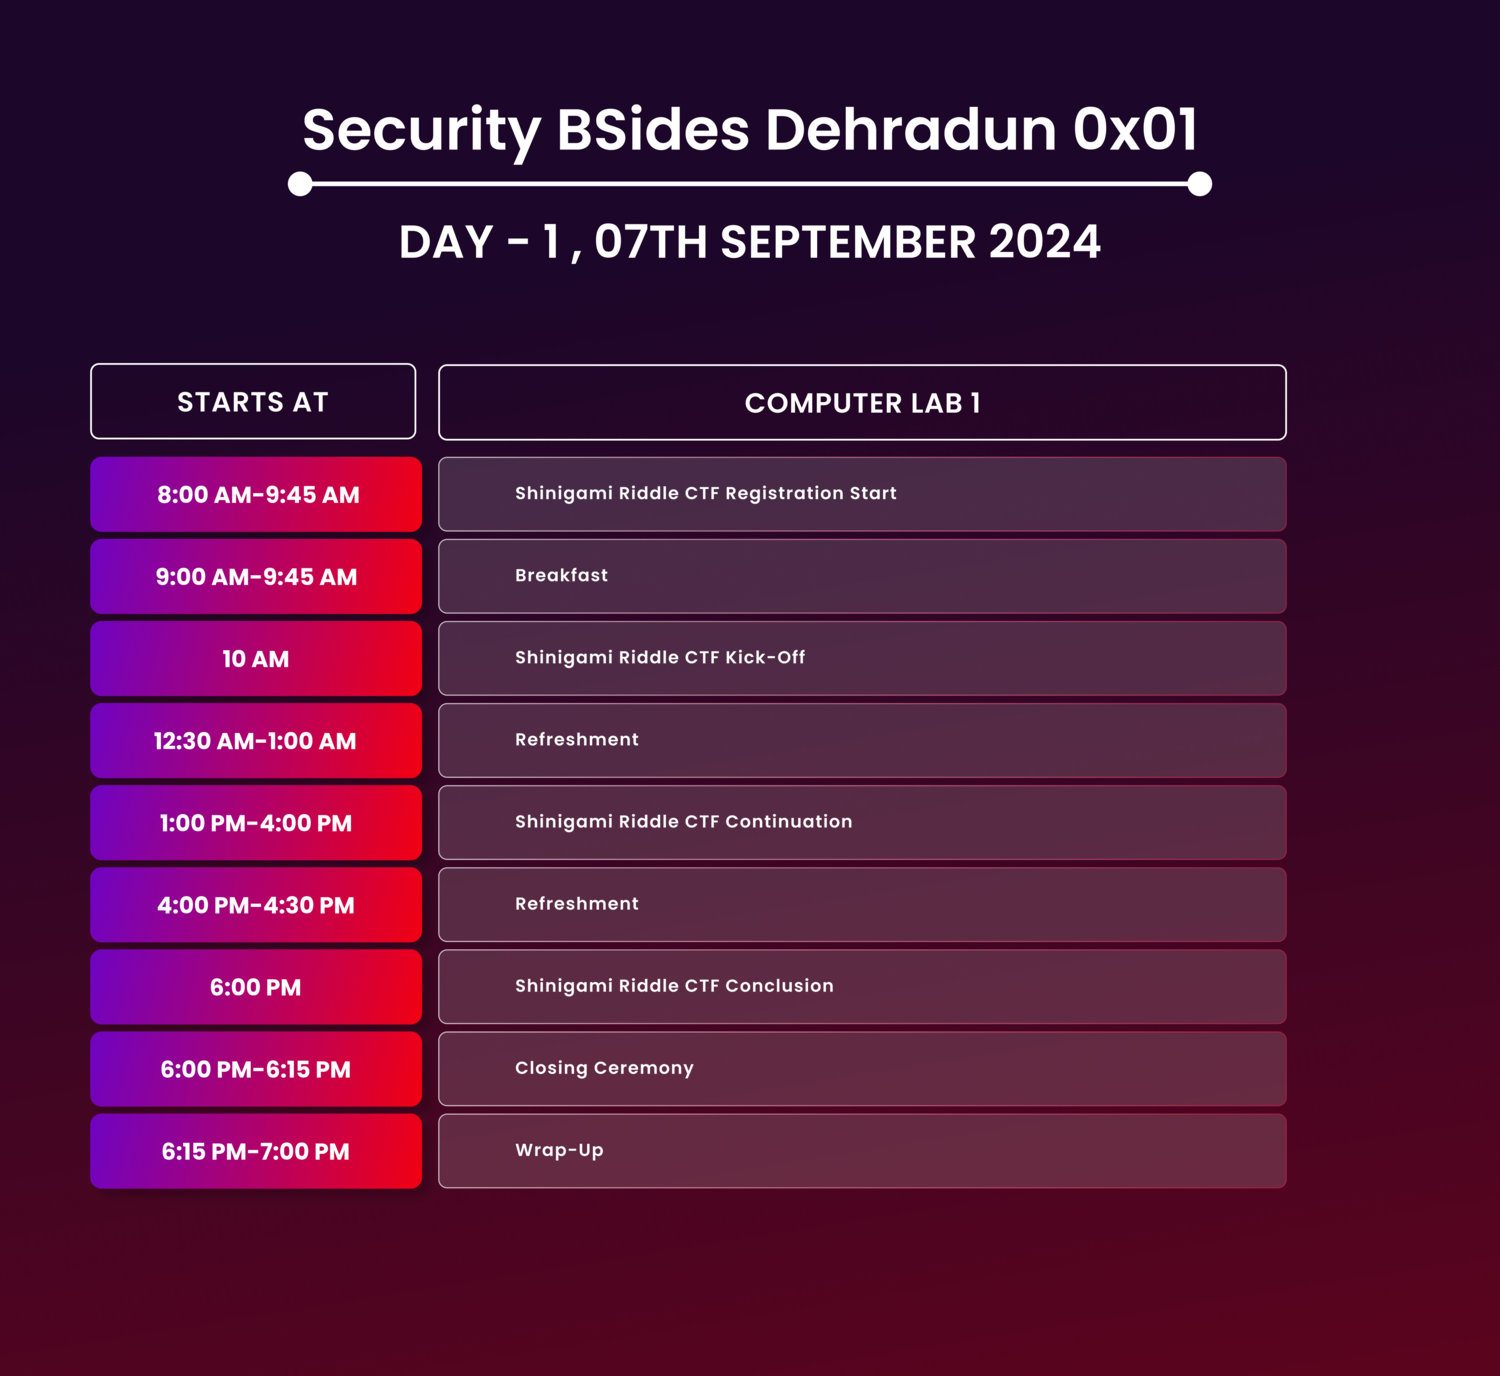 Security BSides Dehradun 0x01
DAY - 1 , 07TH SEPTEMBER 2024
STARTS AT
COMPUTER LAB 1
8:00 AM-9:45 AM
Shinigami Riddle CTF Registration Start
9:00 AM-9:45 AM
Breakfast
10 AM
Shinigami Riddle CTF Kick-Off
12:30 AM-1:00 AM
Refreshment
1:00 PM-4:00 PM
Shinigami Riddle CTF Continuation
4:00 PM-4:30 PM
Refreshment
6:00 PM
Shinigami Riddle CTF Conclusion
6:00 PM-6:15 PM
Closing Ceremony
6:15 PM-7:00 PM
Wrap-Up